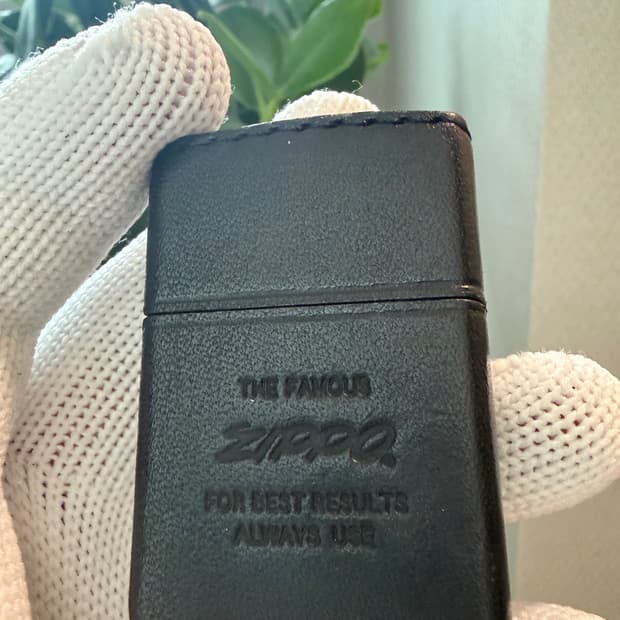 THE FAMOUS
ZIPPO
FOR BEST RESULTS
ALWAYS USE